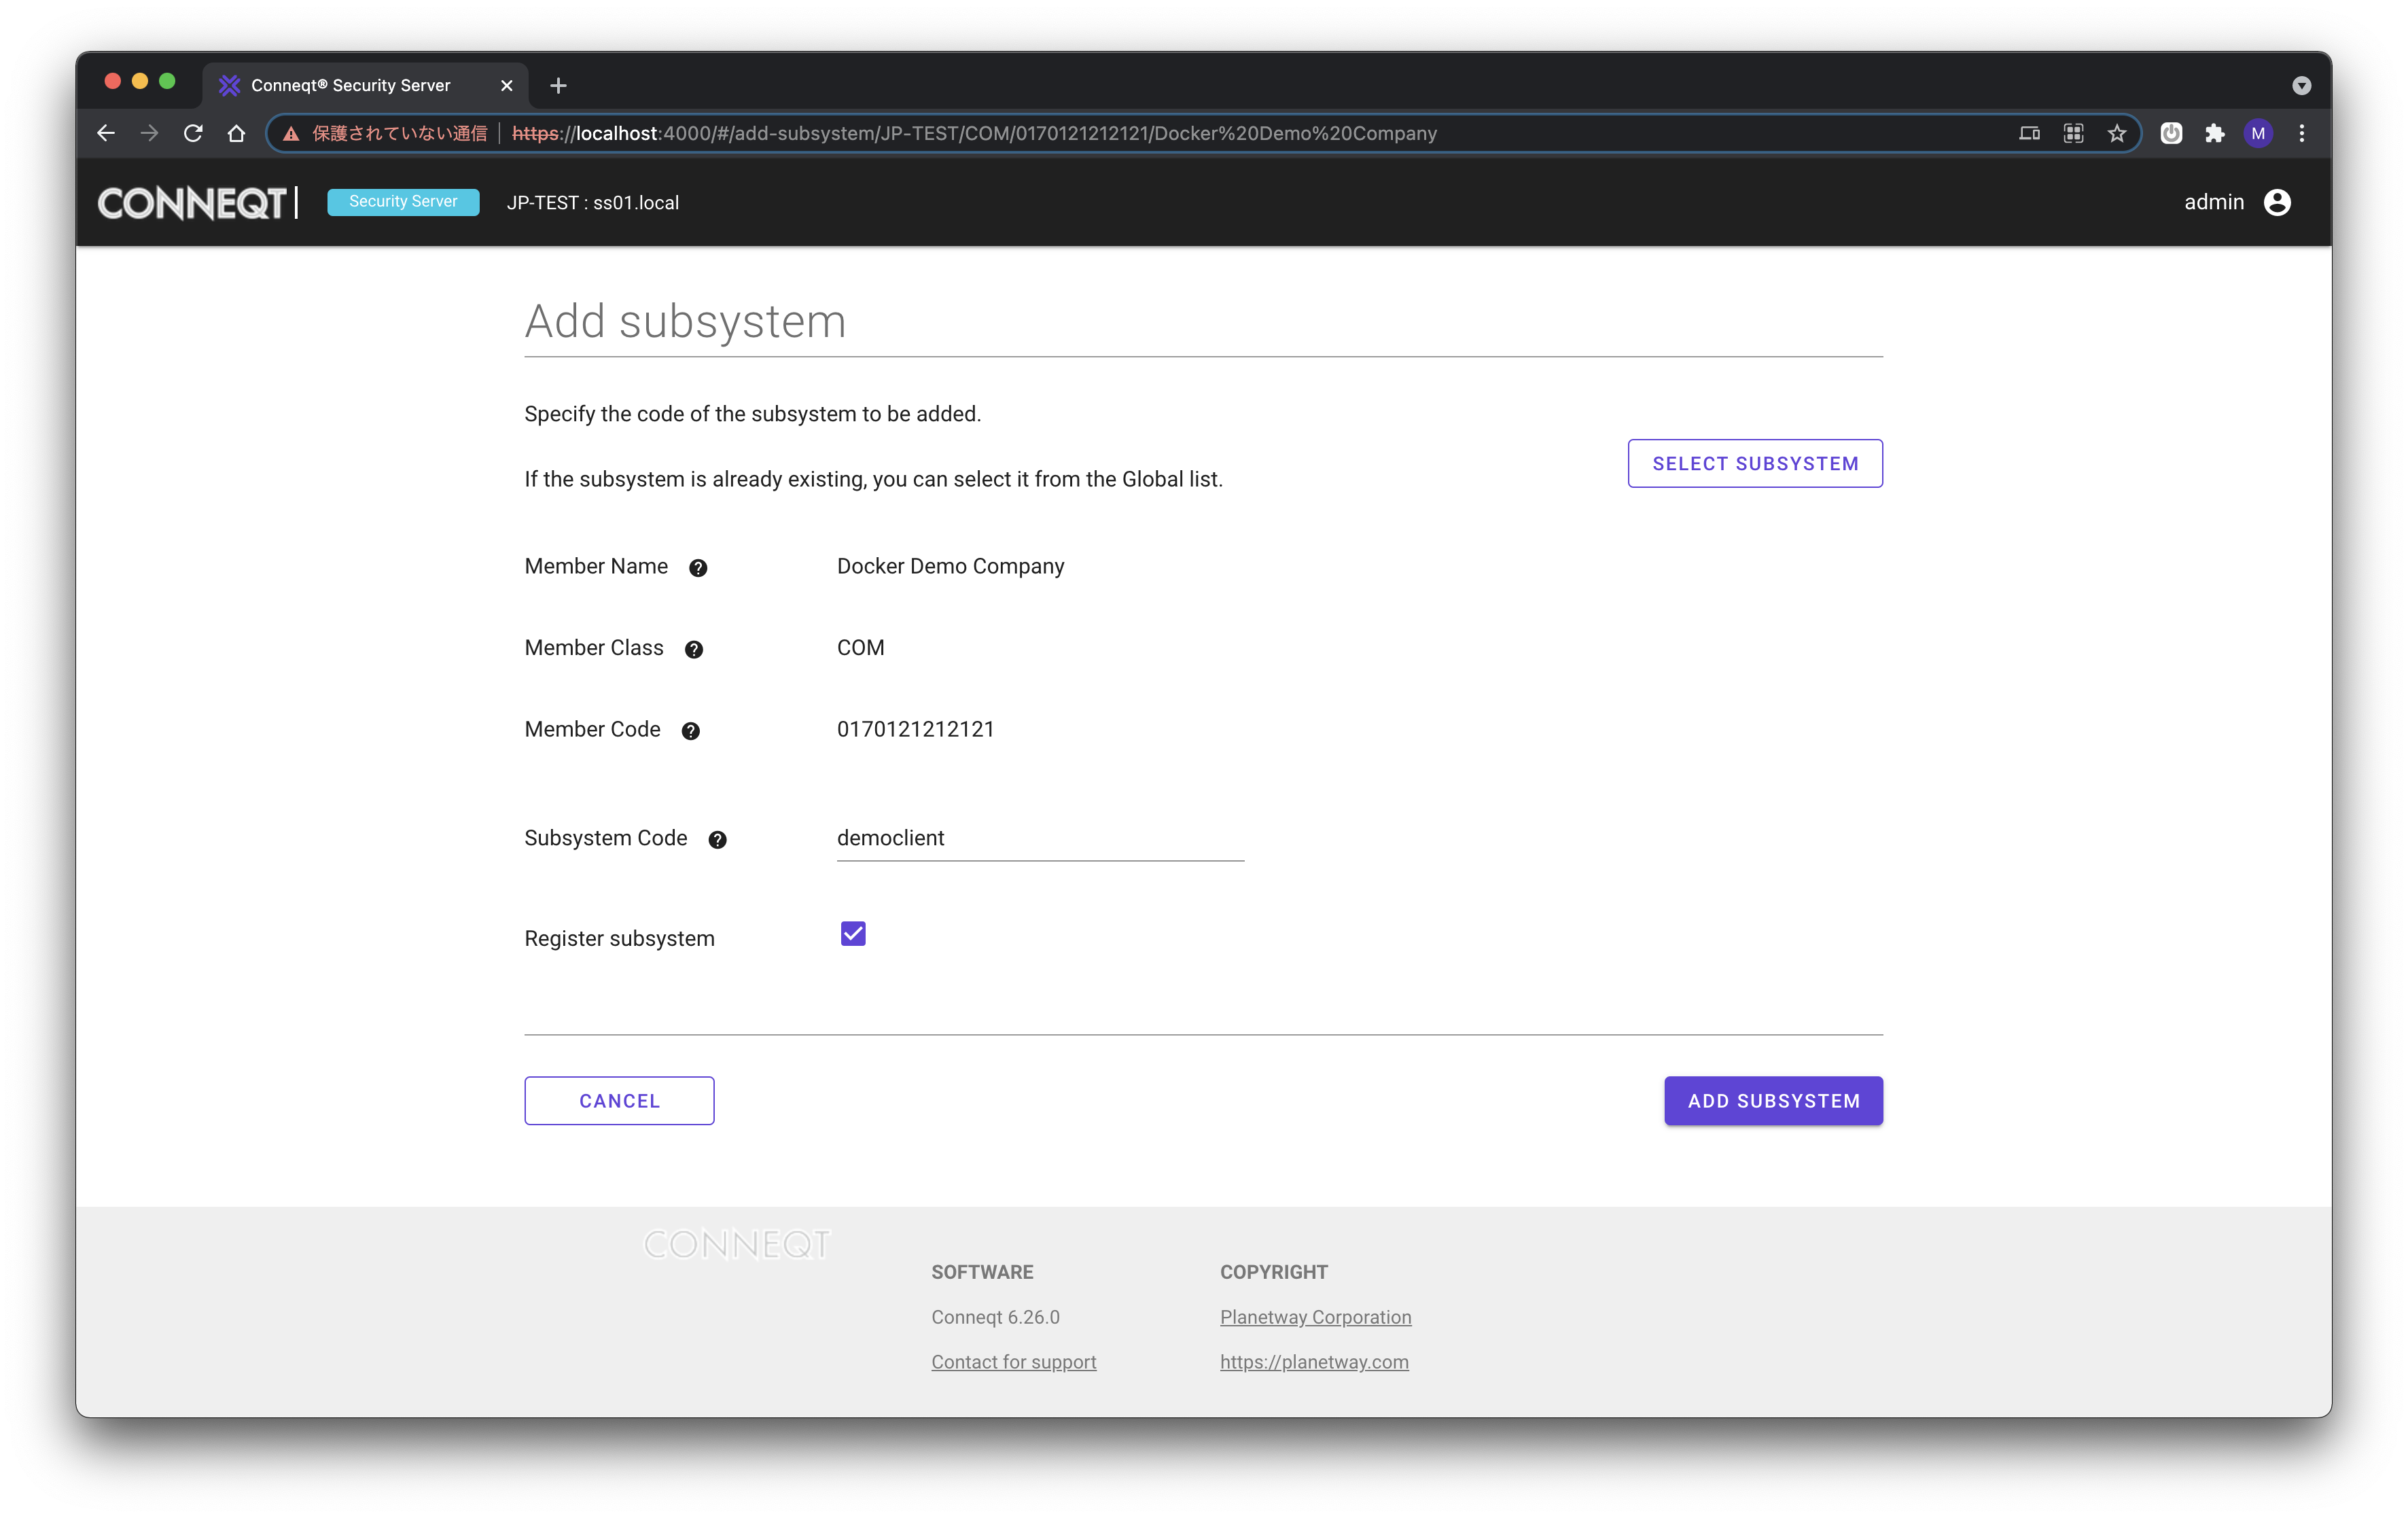 Conneqt® Security Server
保護されていない通信 https://localhost:4000/#/add-subsystem/JP-TEST/COM/0170121212121/Docker%20Demo%20Company
M
CONNEQT
Security Server
JP-TEST : ss01.local
admin
Add subsystem
Specify the code of the subsystem to be added.
If the subsystem is already existing, you can select it from the Global list.
SELECT SUBSYSTEM
Member Name ? Docker Demo Company
Member Class ? COM
Member Code ? 0170121212121
Subsystem Code ? democlient
Register subsystem
CANCEL
ADD SUBSYSTEM
CONNEQT
SOFTWARE
Conneqt 6.26.0
Contact for support
COPYRIGHT
Planetway Corporation
https://planetway.com